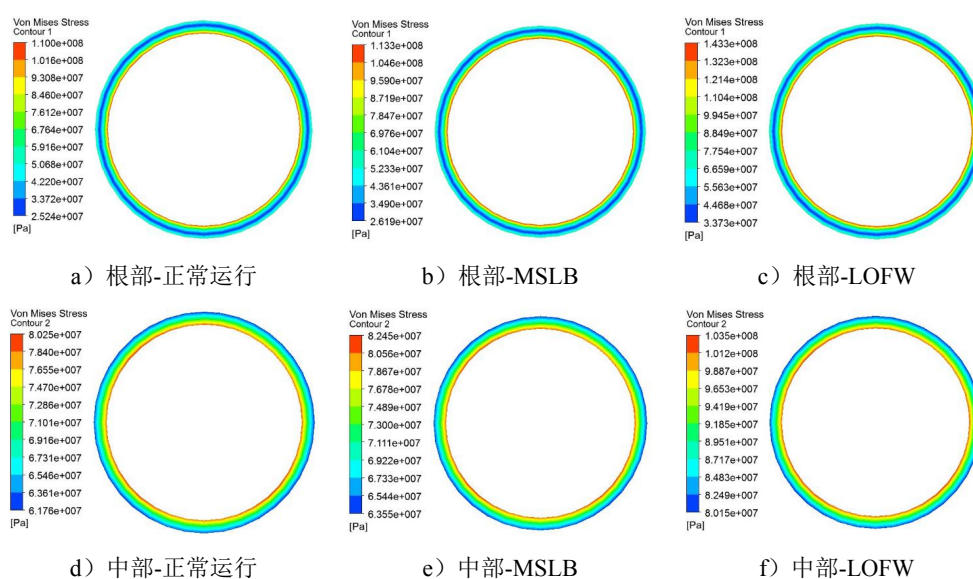 Von Mises Stress
Contour 1
1.100e+008
1.016e+008
9.308e+007
8.460e+007
7.612e+007
6.764e+007
5.916e+007
5.068e+007
4.220e+007
3.372e+007
2.524e+007
[Pa]
Von Mises Stress
Contour 1
1.133e+008
1.046e+008
9.590e+007
8.719e+007
7.847e+007
6.976e+007
6.104e+007
5.233e+007
4.361e+007
3.490e+007
2.619e+007
[Pa]
Von Mises Stress
Contour 1
1.433e+008
1.323e+008
1.214e+008
1.104e+008
9.945e+007
8.849e+007
7.754e+007
6.659e+007
5.563e+007
4.468e+007
3.373e+007
[Pa]
a）根部-正常运行
b）根部-MSLB
c）根部-LOFW
Von Mises Stress
Contour 2
8.025e+007
7.840e+007
7.655e+007
7.470e+007
7.286e+007
7.101e+007
6.916e+007
6.731e+007
6.546e+007
6.361e+007
6.176e+007
[Pa]
Von Mises Stress
Contour 2
8.245e+007
8.056e+007
7.867e+007
7.678e+007
7.489e+007
7.300e+007
7.111e+007
6.922e+007
6.733e+007
6.544e+007
6.355e+007
[Pa]
Von Mises Stress
Contour 2
1.035e+008
1.012e+008
9.887e+007
9.653e+007
9.419e+007
9.185e+007
8.951e+007
8.717e+007
8.483e+007
8.249e+007
8.015e+007
[Pa]
d）中部-正常运行
e）中部-MSLB
f）中部-LOFW